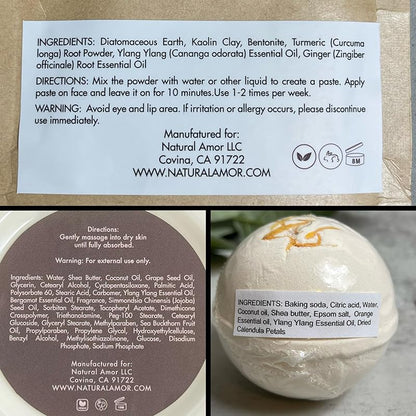 INGREDIENTS: Diatomaceous Earth, Kaolin Clay, Bentonite, Turmeric (Curcuma
longa) Root Powder, Ylang Ylang (Cananga odorata) Essential Oil, Ginger (Zingiber
officinale) Root Essential Oil
DIRECTIONS: Mix the powder with water or other liquid to create a paste. Apply
paste on face and leave it on for 10 minutes.Use 1-2 times per week.
WARNING: Avoid eye and lip area. If irritation or allergy occurs, please discontinue
use immediately.
Manufatured for:
Natural Amor LLC
Covina, CA 91722
WWW.NATURALAMOR.COM
8M
Directions:
Gently massage into dry skin
until fully absorbed.
Warning: For external use only.
Ingredients: Water, Shea Butter, Coconut Oil, Grape Seed Oil,
Glycerin, Cetearyl Alcohol, Cyclopentasiloxane, Palmitic,
Polysorbate 60, Stearic Acid, Carbomer, Ylang Ylang Essential Oil,
Bergamot Essential Oil, Fragrance, Simmondsia Chinensis (Jojoba)
Seed Oil, Sorbitan Stearate, Tocopheryl Acetate, Dimethicone
Crosspolymer, Triethanolamine, Peg-100 Stearate, Cetearyl
Glucoside, Glyceryl Stearate, Methylparaben, Sea Buckthorn Fruit
Oil, Propylparaben, Propylene Glycol, Hydroxyethylcellulose,
Benzyl Alcohol, Methylisothiazolinone, Glucose, Disodium
Phosphate, Sodium Phosphate
Manufactured for:
NATURAL AMOR LLC
COVINA, CA 91722
WWW.NATURALAMOR.COM
INGREDIENTS: Baking soda, Citric acid, Water,
Coconut oil, Shea butter, Epsom salt, Orange
Essential oil, Ylang Ylang Essential Oil, Dried
Calendula Petals